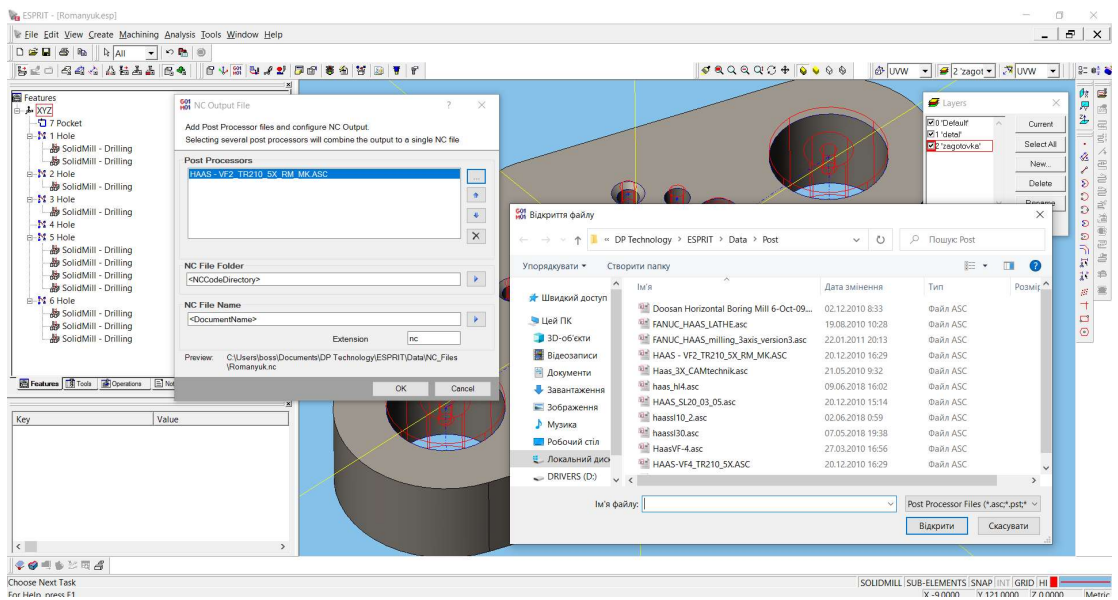 ESPRIT - [Romanyuk.esp]
File Edit View Create Machining Analysis Tools Window Help
All
UVW
2 'zagot
UVW
Features
XYZ
7 Pocket
1 Hole
SolidMill - Drilling
SolidMill - Drilling
2 Hole
SolidMill - Drilling
3 Hole
SolidMill - Drilling
4 Hole
5 Hole
SolidMill - Drilling
SolidMill - Drilling
SolidMill - Drilling
SolidMill - Drilling
6 Hole
SolidMill - Drilling
SolidMill - Drilling
SolidMill - Drilling
Features Tools Operations Not
Key Value
NC Output File
Add Post Processor files and configure NC Output.
Selecting several post processors will combine the output to a single NC file
Post Processors
HAAS - VF2_TR210_5X_RM_MK.ASC
...
NC File Folder
<NCCodeDirectory>
NC File Name
<DocumentName>
Extension nc
Preview: C:\Users\boss\Documents\DP Technology\ESPRIT\Data\NC_Files
\Romanyuk.nc
OK Cancel
Layers
0 'Default'
1 'detal'
2 'zagotovka'
Current
Select All
New...
Delete
Rename
Відкриття файлу
« DP Technology > ESPRIT > Data > Post
Пошук: Post
Упорядкувати Створити папку
Швидкий доступ
Цей ПК
3D-об'єкти
Відеозаписи
Документи
Завантаження
Зображення
Музика
Робочий стіл
Локальний диск
DRIVERS (D:)
Ім'я Дата змінення Тип Розмір
Doosan Horizontal Boring Mill 6-Oct-09... 02.12.2010 8:33 Файл ASC
FANUC_HAAS_LATHE.asc 19.08.2010 10:28 Файл ASC
FANUC_HAAS_milling_3axis_version3.asc 22.01.2011 20:13 Файл ASC
HAAS - VF2_TR210_5X_RM_MK.ASC 20.12.2010 16:29 Файл ASC
Haas_3X_CAMtechnik.asc 21.05.2010 9:32 Файл ASC
haas_hl4.asc 09.06.2018 16:02 Файл ASC
HAAS_SL20_03_05.asc 20.12.2010 15:14 Файл ASC
haassl10_2.asc 02.06.2018 0:59 Файл ASC
haassl30.asc 07.05.2018 19:38 Файл ASC
HaasVF-4.asc 27.03.2010 16:56 Файл ASC
HAAS-VF4_TR210_5X.ASC 20.12.2010 16:29 Файл ASC
Ім'я файлу:
Post Processor Files (*.asc;*.pst;*
Відкрити Скасувати
Choose Next Task
SOLIDMILL SUB-ELEMENTS SNAP INT GRID HI
For Help, press F1
X -9.0000 Y 121.0000 Z 0.0000 Metric